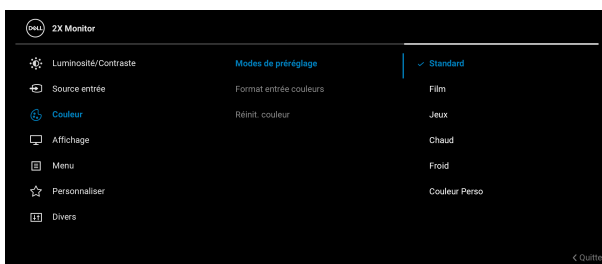 DELL 2X Monitor
Luminosité/Contraste Modes de préréglage Standard
Source entrée Format entrée couleurs Film
Couleur Réinit. couleur Jeux
Affichage Chaud
Menu Froid
Personnaliser Couleur Perso
Divers
Quitte